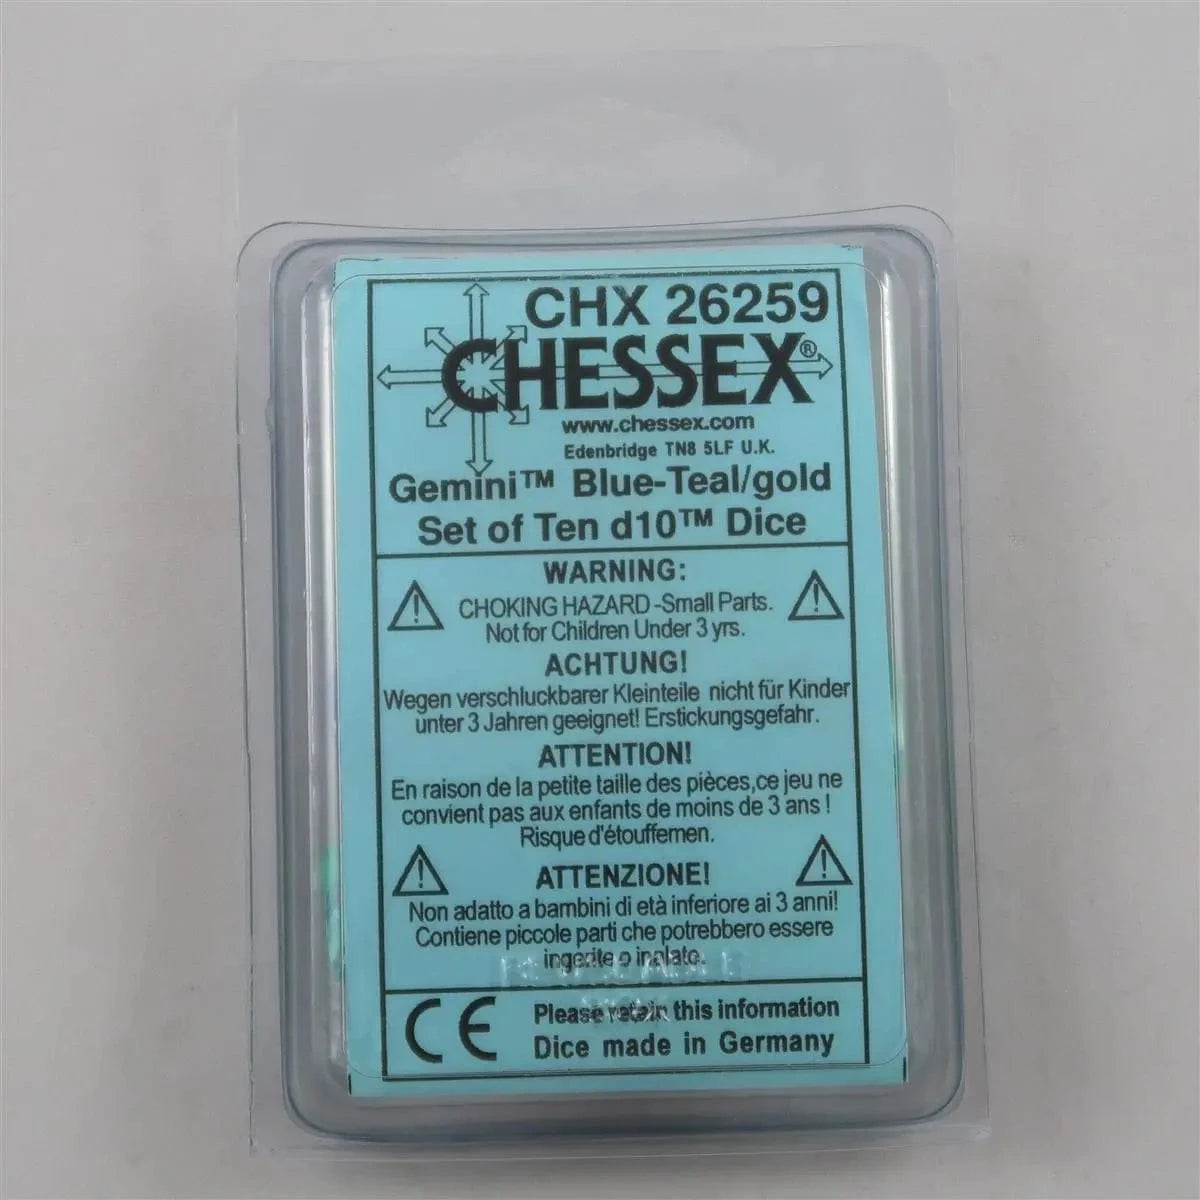 CHX 26259
CHESSEX®
www.chessex.com
Edenbridge TN8 5LF U.K.
Gemini™ Blue-Teal/gold
Set of Ten d10™ Dice
WARNING:
CHOKING HAZARD -Small Parts.
Not for Children Under 3 yrs.
ACHTUNG!
Wegen verschluckbarer Kleinteile nicht für Kinder
unter 3 Jahren geeignet! Erstickungsgefahr.
ATTENTION!
En raison de la petite taille des pièces,ce jeu ne
convient pas aux enfants de moins de 3 ans !
Risque d'étouffemen.
ATTENZIONE!
Non adatto a bambini di età inferiore ai 3 anni!
Contiene piccole parti che potrebbero essere
ingerite o inalate.
CE
Please retain this information
Dice made in Germany